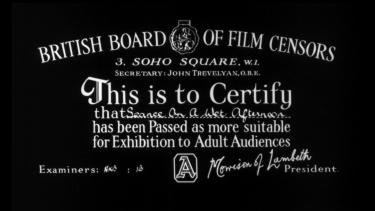 BRITISH BOARD OF FILM CENSORS
3, SOHO SQUARE, W.1.
SECRETARY: JOHN TREVELYAN, O.B.E.
This is to Certify
that Seance On A Wet Afternoon
has been Passed as more suitable
for Exhibition to Adult Audiences
Examiners:
A
Morrison of Lambeth
President.